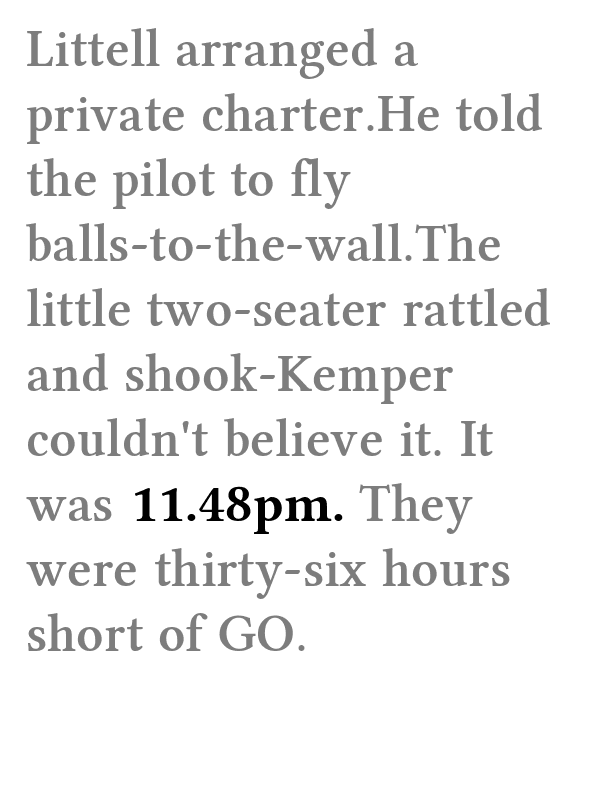 Littell arranged a
private charter.He told
the pilot to fly
balls-to-the-wall.The
little two-seater rattled
and shook-Kemper
couldn't believe it. It
was 11.48pm. They
were thirty-six hours
short of GO.